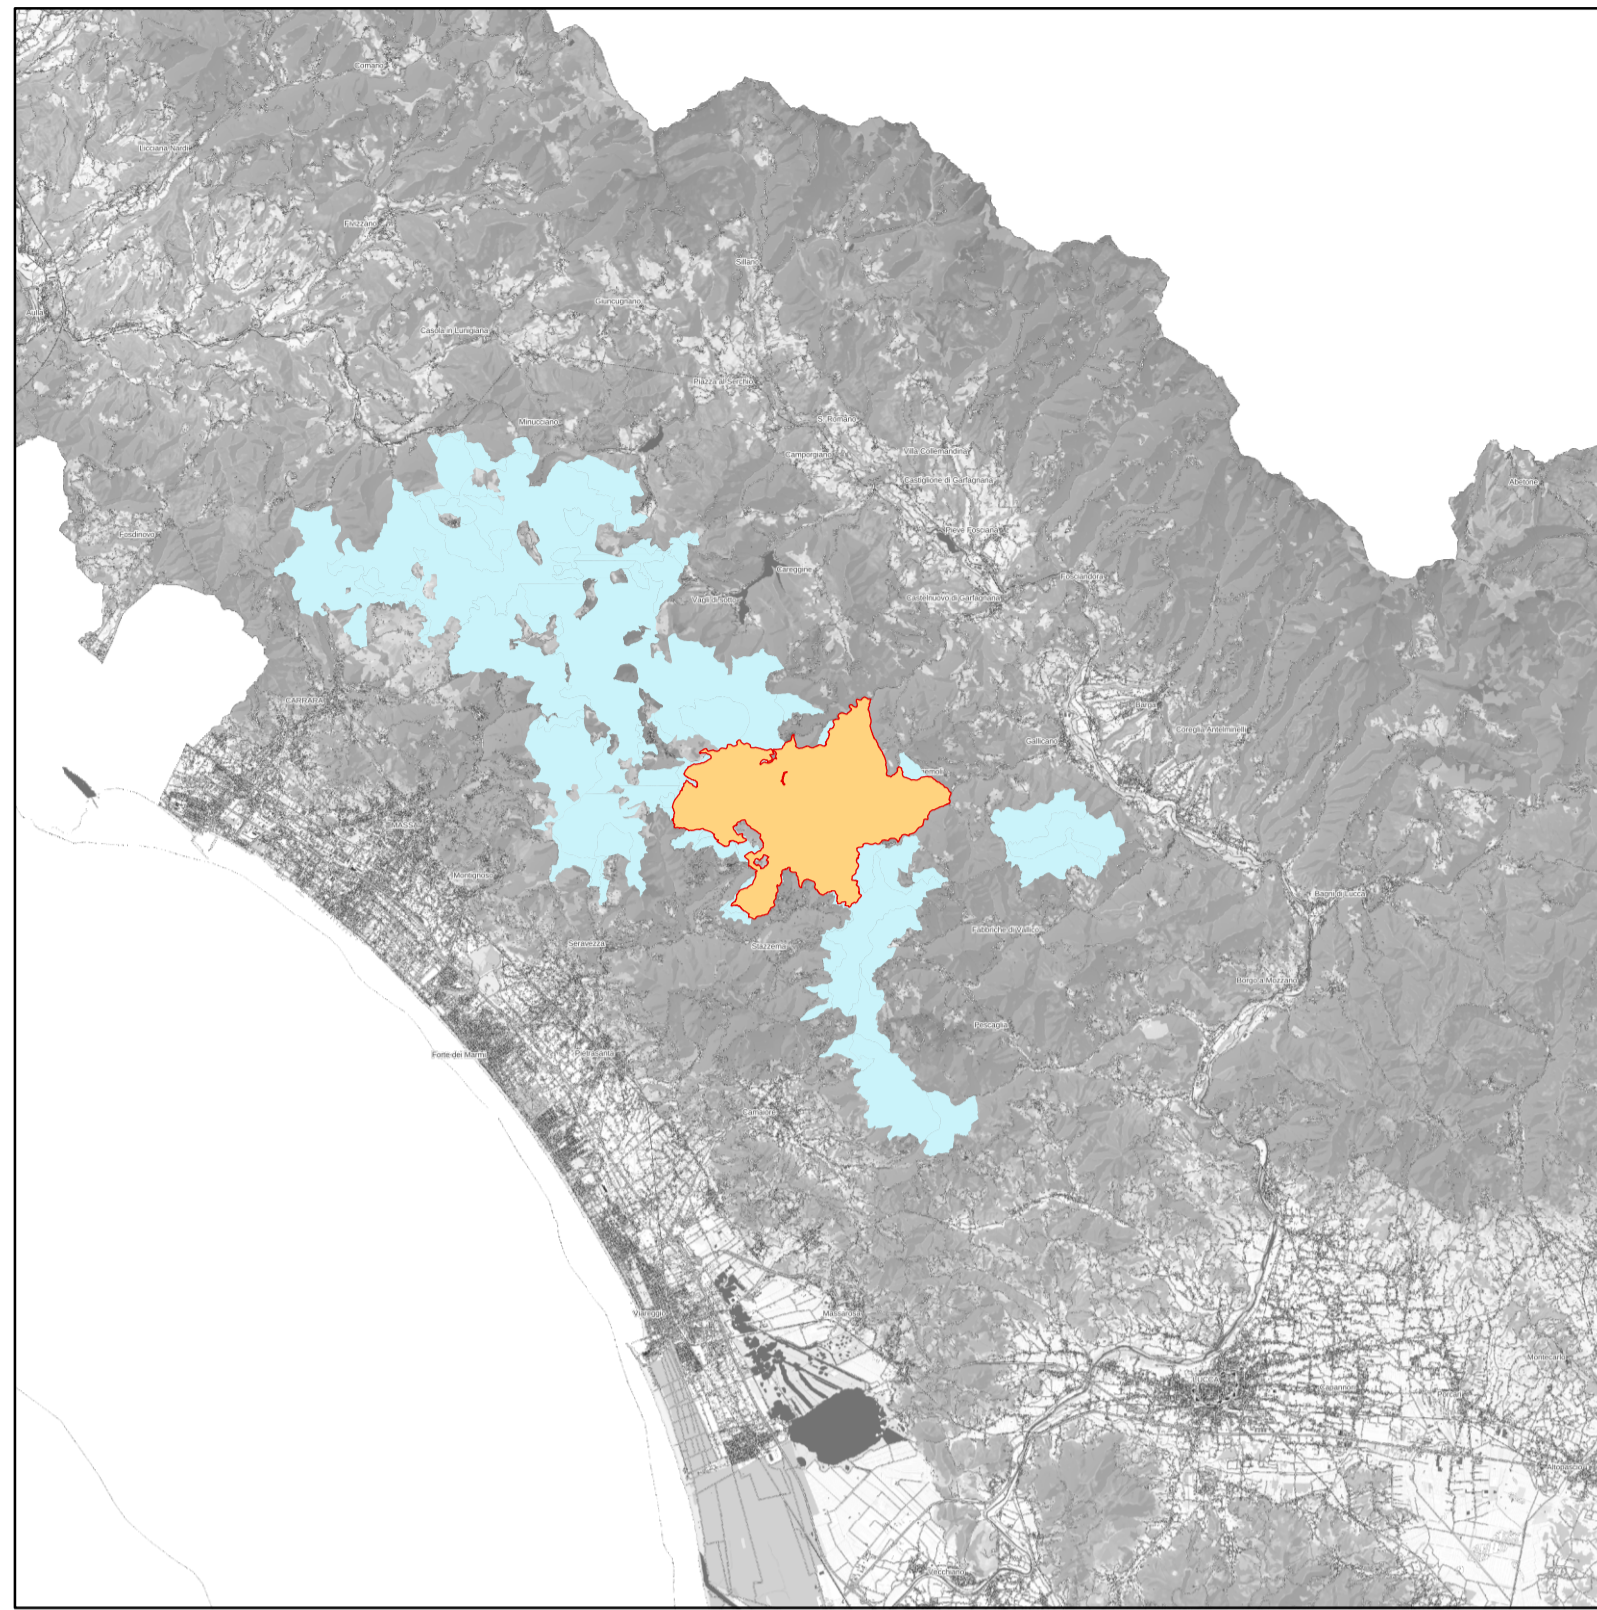 Comano
Licciana Nardi
Fivizzano
Sillano
Giuncugnano
Aulla
Casola in Lunigiana
Piazza al Serchio
S. Romano
Minucciano
Villa Collemandina
Camporgiano
Castiglione di Garfagnana
Abetone
Pieve Fosciana
Fosdinovo
Careggine
Fosciandora
Vagli di Sotto
Castelnuovo di Garfagnana
CARRARA
Barga
Coreglia Antelminelli
Gallicano
Montignoso
Bagni di Lucca
Fabbriche di Vallico
Seravezza
Stazzema
Borgo a Mozzano
Pescaglia
Forte dei Marmi
Pietrasanta
Camaiore
Viareggio
Massarosa
Montecarlo
LUCCA
Capannori
Porcari
Altopascio
Vecchiano